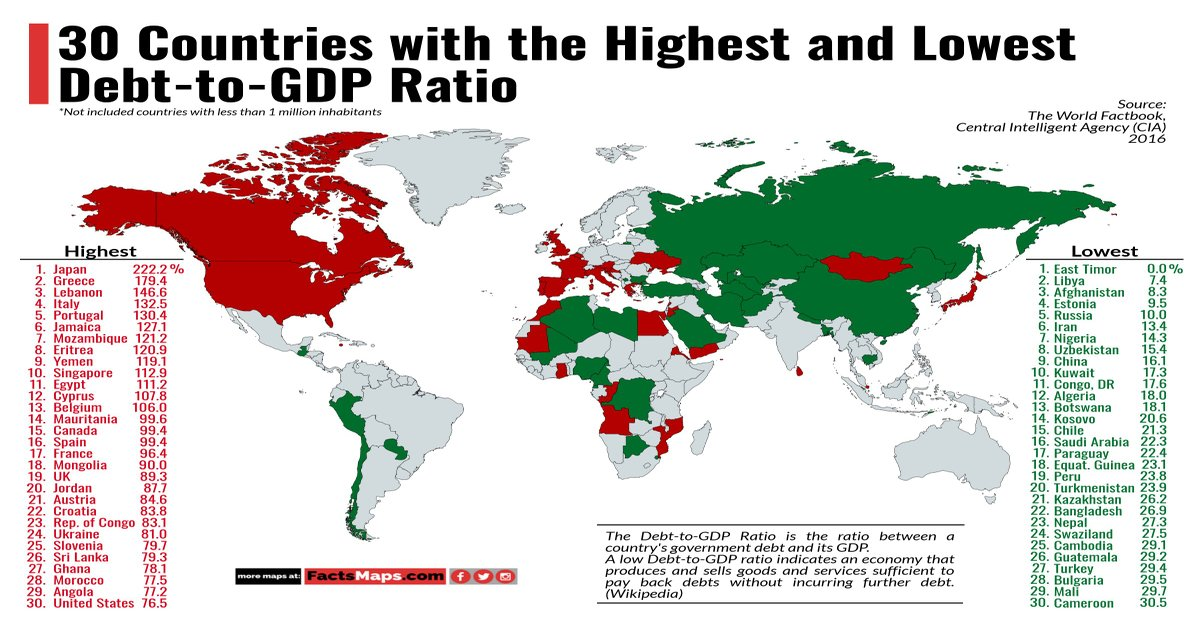 30 Countries with the Highest and Lowest
Debt-to-GDP Ratio
*Not included countries with less than 1 million inhabitants
Source:
The World Factbook,
Central Intelligent Agency (CIA)
2016
Highest
1. Japan 222.2 %
2. Greece 179.4
3. Lebanon 146.6
4. Italy 132.5
5. Portugal 130.4
6. Jamaica 127.1
7. Mozambique 121.2
8. Eritrea 120.9
9. Yemen 119.1
10. Singapore 112.9
11. Egypt 111.2
12. Cyprus 107.8
13. Belgium 106.0
14. Mauritania 99.6
15. Canada 99.4
16. Spain 99.4
17. France 96.4
18. Mongolia 90.0
19. UK 89.3
20. Jordan 87.7
21. Austria 84.6
22. Croatia 83.8
23. Rep. of Congo 83.1
24. Ukraine 81.0
25. Slovenia 79.7
26. Sri Lanka 79.3
27. Ghana 78.1
28. Morocco 77.5
29. Angola 77.2
30. United States 76.5
Lowest
1. East Timor 0.0 %
2. Libya 7.4
3. Afghanistan 8.3
4. Estonia 9.5
5. Russia 10.0
6. Iran 13.4
7. Nigeria 14.3
8. Uzbekistan 15.4
9. China 16.1
10. Kuwait 17.3
11. Congo, DR 17.6
12. Algeria 18.0
13. Botswana 18.1
14. Kosovo 20.6
15. Chile 21.3
16. Saudi Arabia 22.3
17. Paraguay 22.4
18. Equat. Guinea 23.1
19. Peru 23.8
20. Turkmenistan 23.9
21. Kazakhstan 26.2
22. Bangladesh 26.9
23. Nepal 27.3
24. Swaziland 27.5
25. Cambodia 29.1
26. Guatemala 29.2
27. Turkey 29.4
28. Bulgaria 29.5
29. Mali 29.7
30. Cameroon 30.5
The Debt-to-GDP Ratio is the ratio between a
country's government debt and its GDP.
A low Debt-to-GDP ratio indicates an economy that
produces and sells goods and services sufficient to
pay back debts without incurring further debt.
(Wikipedia)
more maps at: FactsMaps.com